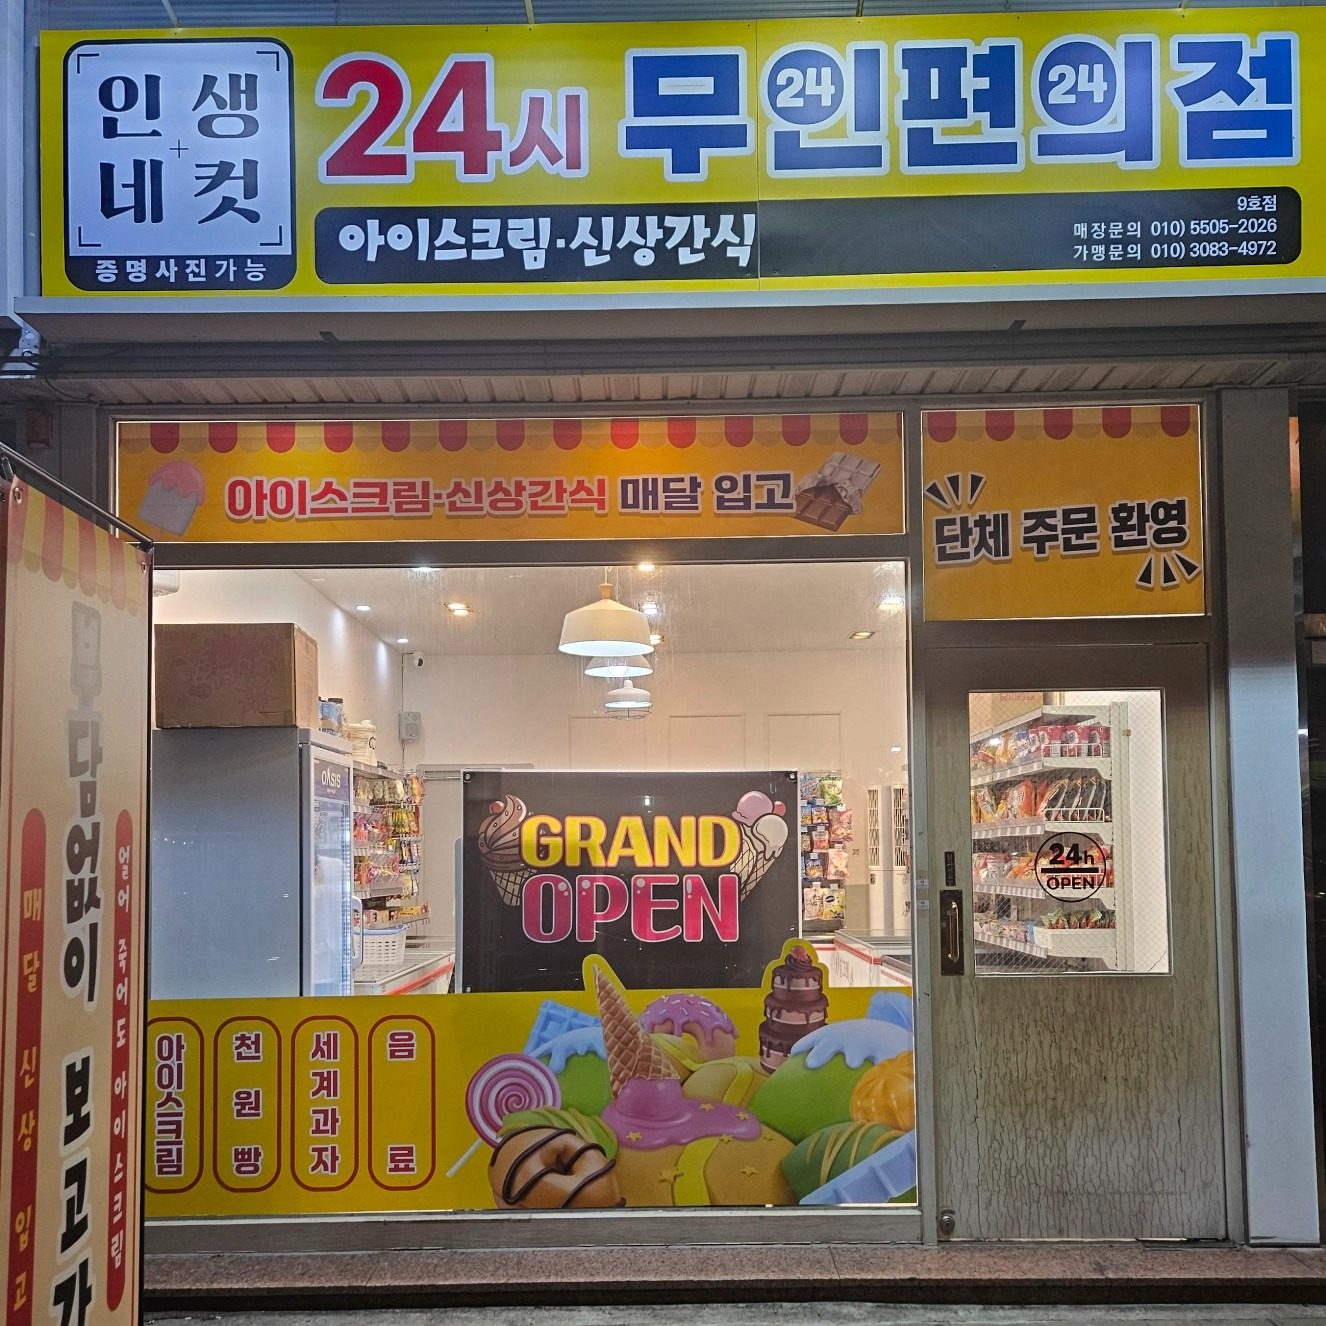 인생
네컷
증명사진가능
24시 무인편의점
24 24
아이스크림·신상간식
9호점
매장문의 010) 5505-2026
가맹문의 010) 3083-4972
아이스크림·신상간식 매달 입고
단체 주문 환영
OASIS
GRAND
OPEN
24h
OPEN
아이스크림
천원빵
세계과자
음료
매달 신상 입고
부담없이 보고가
얼어 죽어도 아이스크림